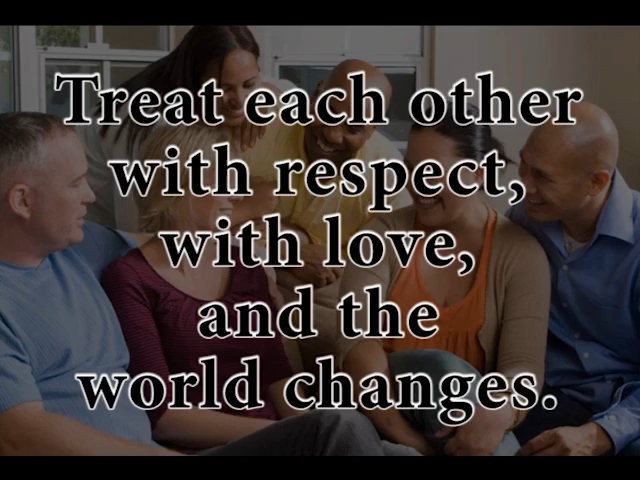 Treat each other
with respect,
with love,
and the
world changes.